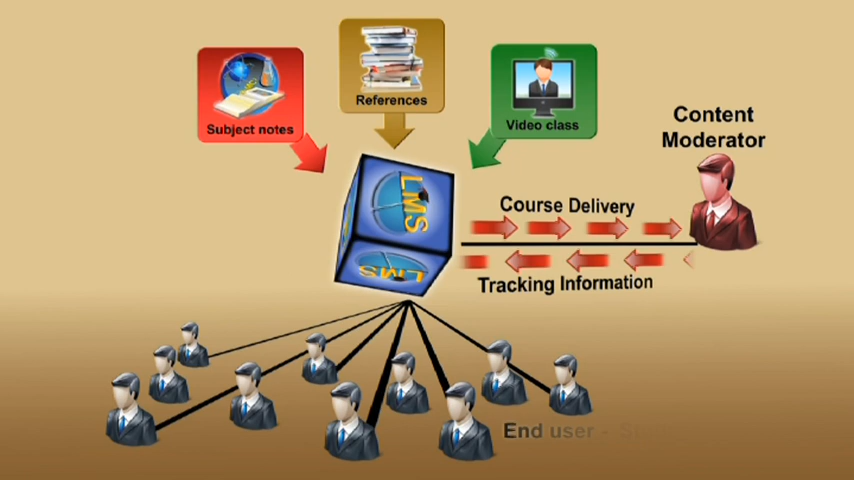 References
Subject notes
Video class
Content
Moderator
LMS
LMS
Course Delivery
Tracking Information
End user -